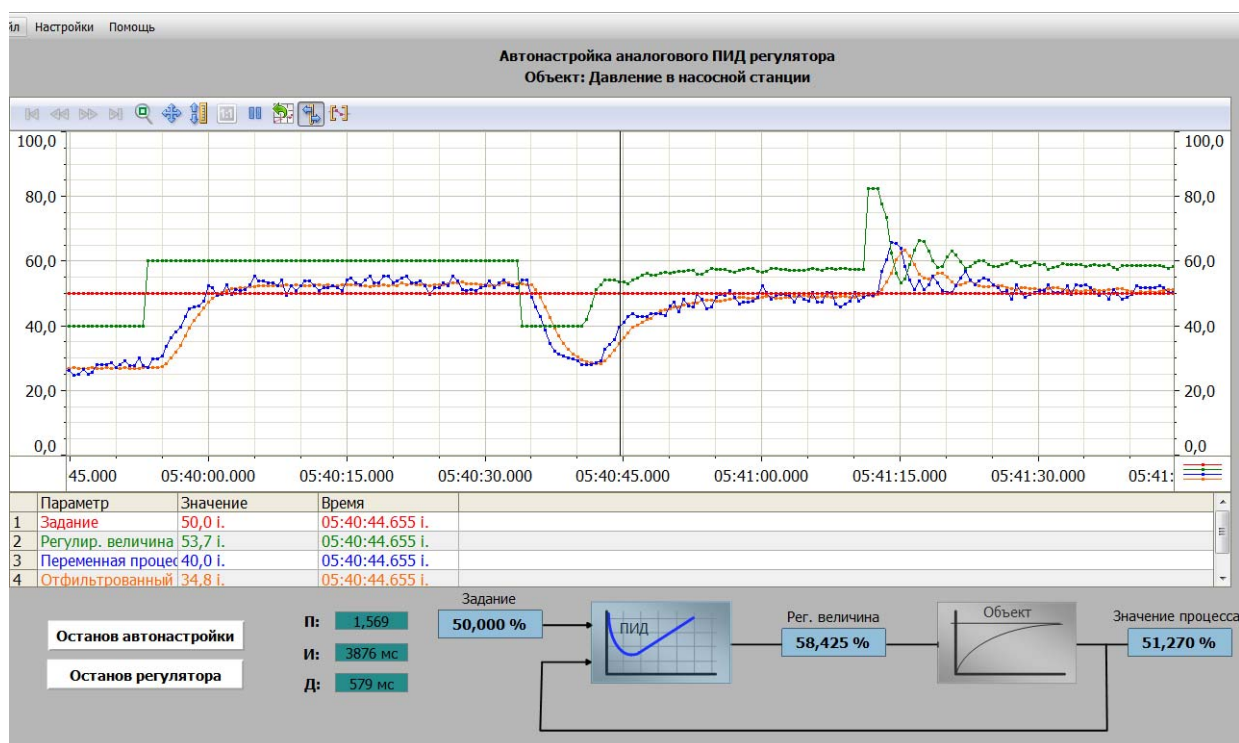 йл Настройки Помощь
Автонастройка аналогового ПИД регулятора
Объект: Давление в насосной станции
100,0
80,0
60,0
40,0
20,0
0,0
100,0
80,0
60,0
40,0
20,0
0,0
45.000 05:40:00.000 05:40:15.000 05:40:30.000 05:40:45.000 05:41:00.000 05:41:15.000 05:41:30.000 05:41:
Параметр Значение Время
1 Задание 50,0 i. 05:40:44.655 i.
2 Регулир. величина 53,7 i. 05:40:44.655 i.
3 Переменная процес 40,0 i. 05:40:44.655 i.
4 Отфильтрованный 34,8 i. 05:40:44.655 i.
Останов автонастройки
Останов регулятора
П: 1,569
И: 3876 мс
Д: 579 мс
Задание
50,000 %
ПИД
Рег. величина
58,425 %
Объект
Значение процесса
51,270 %